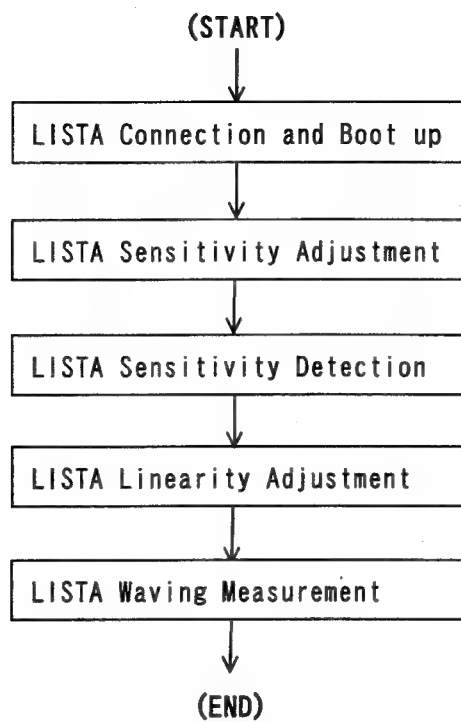 (START)
LISTA Connection and Boot up
LISTA Sensitivity Adjustment
LISTA Sensitivity Detection
LISTA Linearity Adjustment
LISTA Waving Measurement
(END)